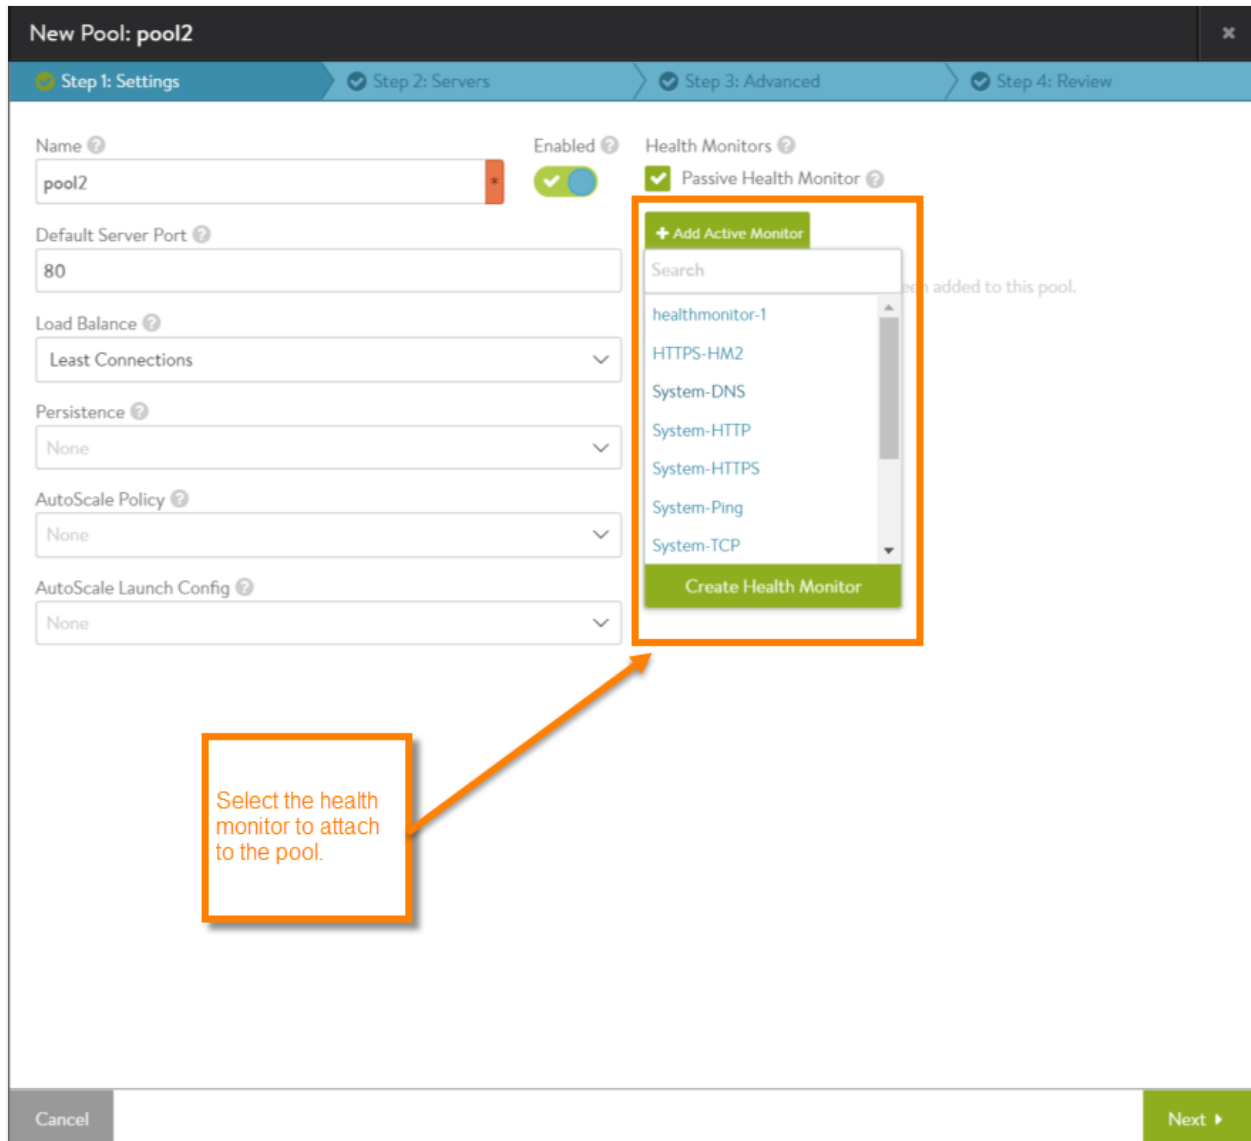 New Pool: pool2
Step 1: Settings
Step 2: Servers
Step 3: Advanced
Step 4: Review
Name
Enabled
Health Monitors
pool2
*
Passive Health Monitor
Default Server Port
+ Add Active Monitor
80
Search
added to this pool.
Load Balance
healthmonitor-1
Least Connections
HTTPS-HM2
System-DNS
Persistence
System-HTTP
None
System-HTTPS
AutoScale Policy
System-Ping
None
System-TCP
AutoScale Launch Config
Create Health Monitor
None
Select the health
monitor to attach
to the pool.
Cancel
Next